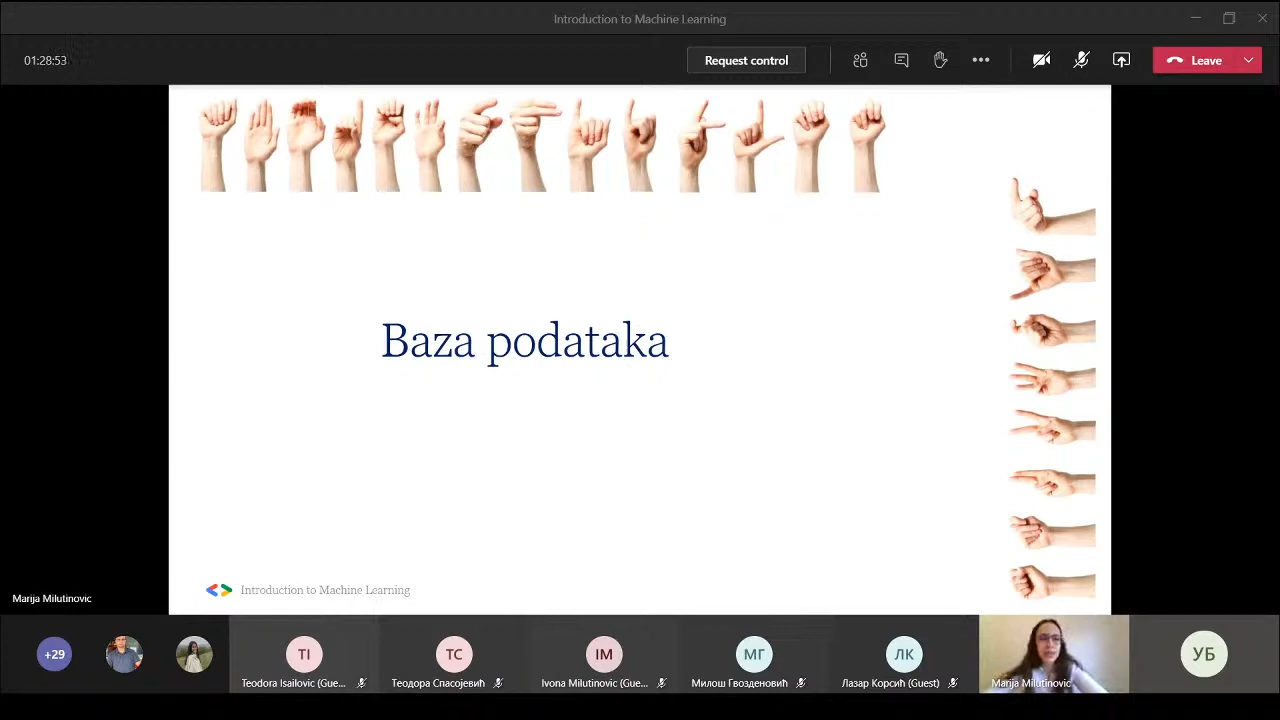 Introduction to Machine Learning
01:28:53
Request control
Leave
Baza podataka
Introduction to Machine Learning
Marija Milutinovic
+29
TI
TC
IM
МГ
ЛК
УБ
Teodora Isailovic (Gue...
Теодора Спасојевић
Ivona Milutinovic (Gue...
Милош Гвозденовић
Лазар Корсић (Guest)
Marija Milutinovic